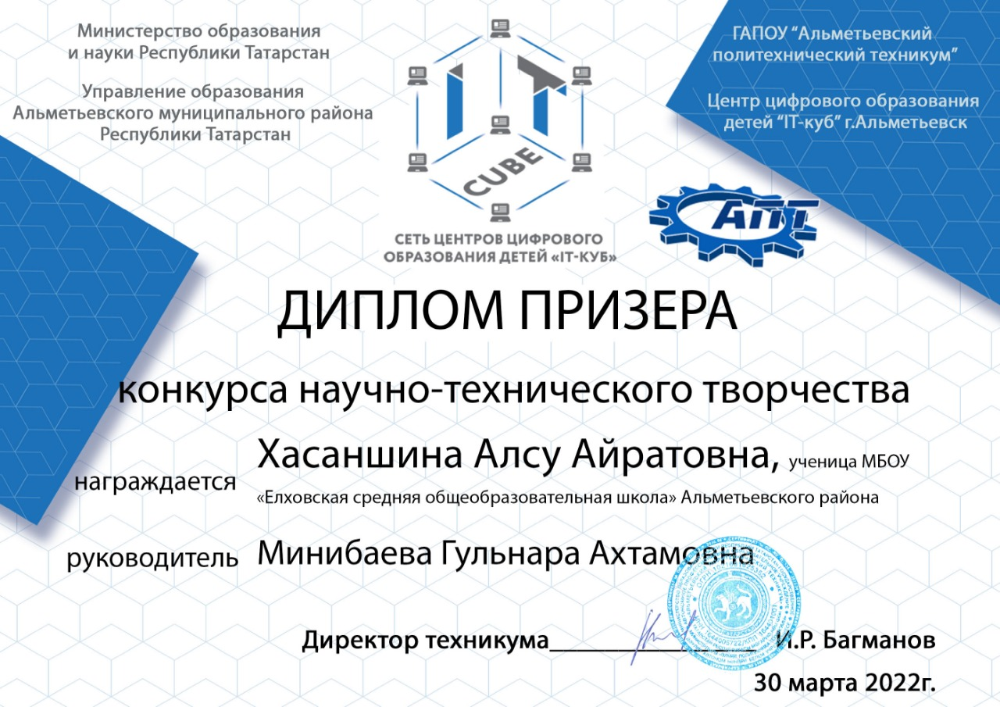 Министерство образования
и науки Республики Татарстан
Управление образования
Альметьевского муниципального района
Республики Татарстан
ГАПОУ “Альметьевский
политехнический техникум”
Центр цифрового образования
детей “IT-куб” г.Альметьевск
IT
CUBE
СЕТЬ ЦЕНТРОВ ЦИФРОВОГО
ОБРАЗОВАНИЯ ДЕТЕЙ «IT-КУБ»
АПТ
ДИПЛОМ ПРИЗЕРА
конкурса научно-технического творчества
награждается
Хасаншина Алсу Айратовна, ученица МБОУ
«Елховская средняя общеобразовательная школа» Альметьевского района
руководитель Минибаева Гульнара Ахтамовна
Директор техникума________________ И.Р. Багманов
30 марта 2022г.